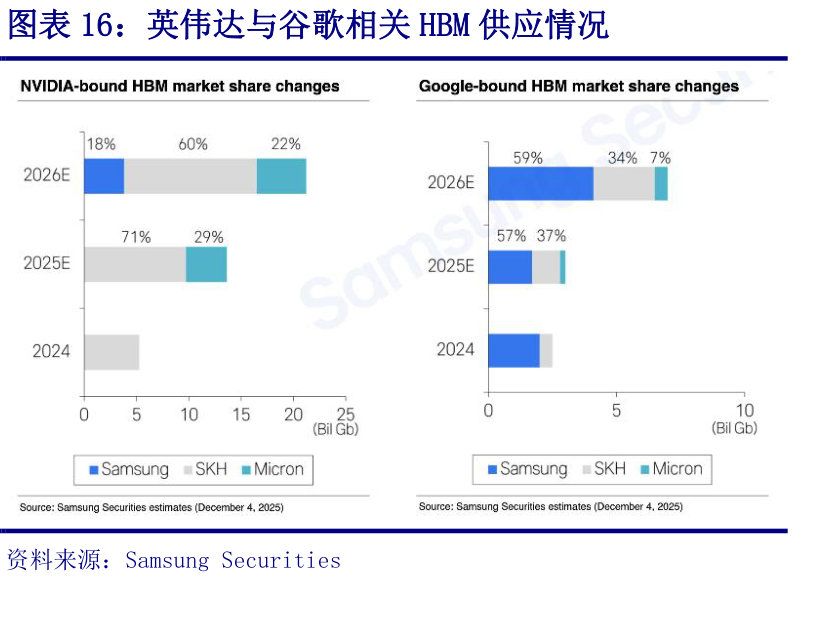 图表 16：英伟达与谷歌相关 HBM 供应情况
NVIDIA-bound HBM market share changes
18% 60% 22%
2026E
71% 29%
2025E
2024
0 5 10 15 20 25
(Bil Gb)
Samsung SKH Micron
Source: Samsung Securities estimates (December 4, 2025)
Google-bound HBM market share changes
59% 34% 7%
2026E
57% 37%
2025E
2024
0 5 10
(Bil Gb)
Samsung SKH Micron
Source: Samsung Securities estimates (December 4, 2025)
Samsung Securi
资料来源：Samsung Securities